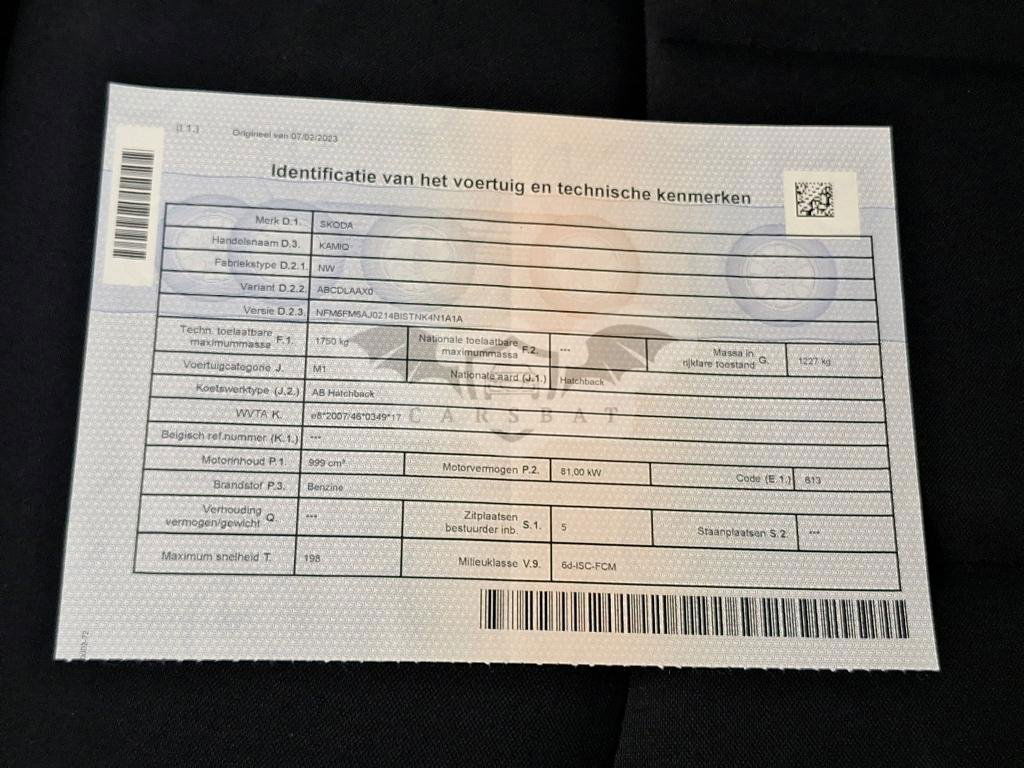 (I.1.) Origineel van 07/02/2023
Identificatie van het voertuig en technische kenmerken
Merk D.1. SKODA
Handelsnaam D.3. KAMIQ
Fabriekstype D.2.1. NW
Variant D.2.2. ABCDLAAX0
Versie D.2.3. NFM6FM6AJ0214BISTNK4N1A1A
Techn. toelaatbare maximummassa F.1. 1750 kg Nationale toelaatbare maximummassa F.2. --- Massa in rijklare toestand G. 1227 kg
Voertuigcategorie J. M1 Nationale aard (J.1.) Hatchback
Koetswerktype (J.2.) AB Hatchback
WVTA K. e8*2007/46*0349*17
CARSBAT
Belgisch ref.nummer (K.1.) ---
Motorinhoud P.1. 999 cm³ Motorvermogen P.2. 81,00 kW Code (E.1.) 613
Brandstof P.3. Benzine
Verhouding vermogen/gewicht Q. --- Zitplaatsen bestuurder inb. S.1. 5 Staanplaatsen S.2. ---
Maximum snelheid T. 198 Milieuklasse V.9. 6d-ISC-FCM